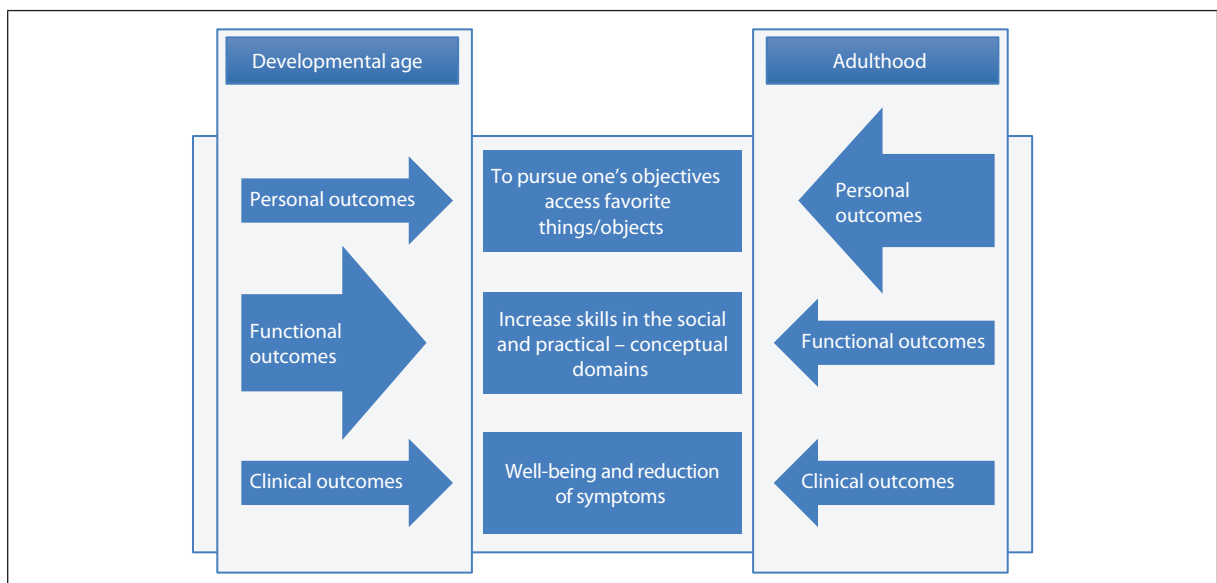 Developmental age
Adulthood
Personal outcomes
To pursue one's objectives
access favorite
things/objects
Personal
outcomes
Functional
outcomes
Increase skills in the social
and practical – conceptual
domains
Functional outcomes
Clinical outcomes
Well-being and reduction
of symptoms
Clinical outcomes